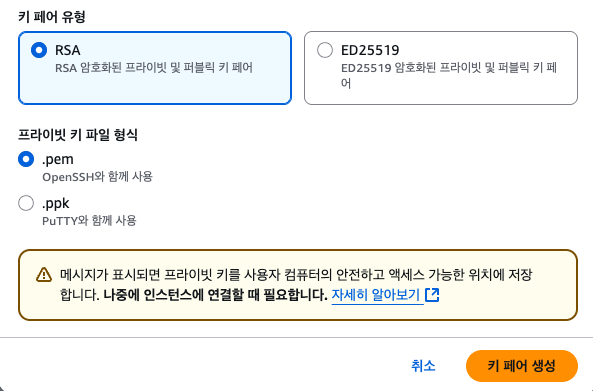 키 페어 유형
RSA
RSA 암호화된 프라이빗 및 퍼블릭 키 페어
ED25519
ED25519 암호화된 프라이빗 및 퍼블릭 키 페
어
프라이빗 키 파일 형식
.pem
OpenSSH와 함께 사용
.ppk
PuTTY와 함께 사용
메시지가 표시되면 프라이빗 키를 사용자 컴퓨터의 안전하고 액세스 가능한 위치에 저장
합니다. 나중에 인스턴스에 연결할 때 필요합니다. 자세히 알아보기
취소
키 페어 생성